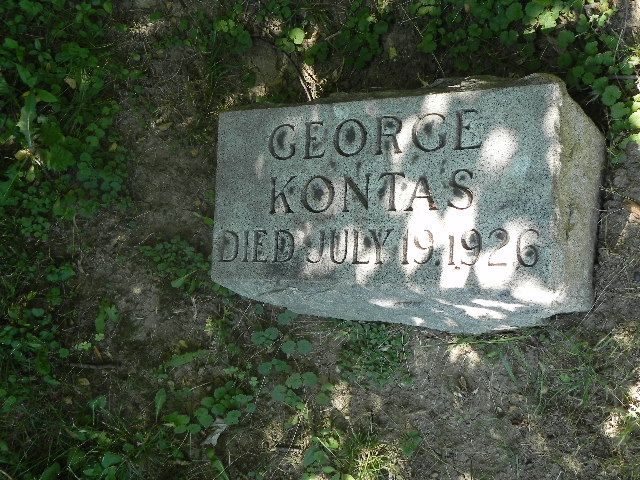 GEORGE
KONTAS
DIED JULY 19. 1926